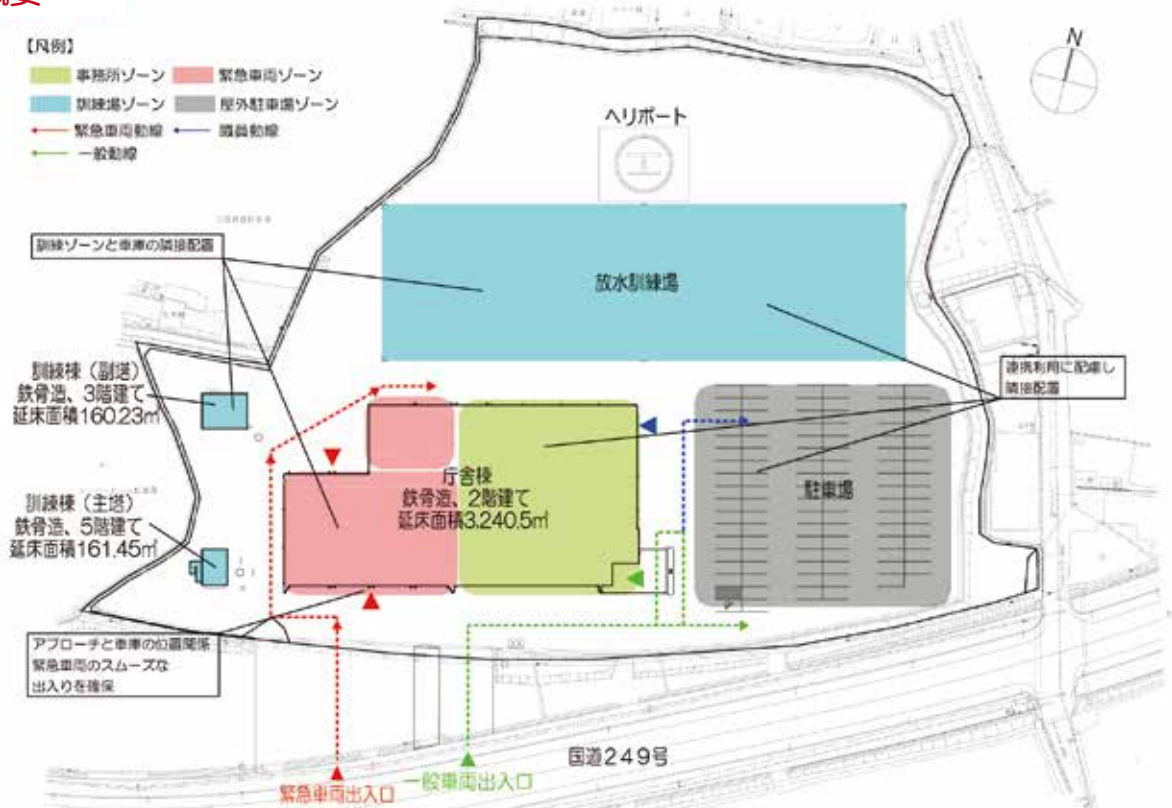 概要
【凡例】
事務所ゾーン 緊急車両ゾーン
訓練場ゾーン 屋外駐車場ゾーン
緊急車両動線 職員動線
一般動線
N
ヘリポート
訓練ゾーンと車庫の隣接配置
放水訓練場
訓練棟（副塔）
鉄骨造、3階建て
延床面積160.23㎡
連携利用に配慮し
隣接配置
庁舎棟
鉄骨造、2階建て
延床面積3,240.5㎡
駐車場
訓練棟（主塔）
鉄骨造、5階建て
延床面積161.45㎡
アプローチと車庫の位置関係
緊急車両のスムーズな
出入りを確保
国道249号
緊急車両出入口
一般車両出入口